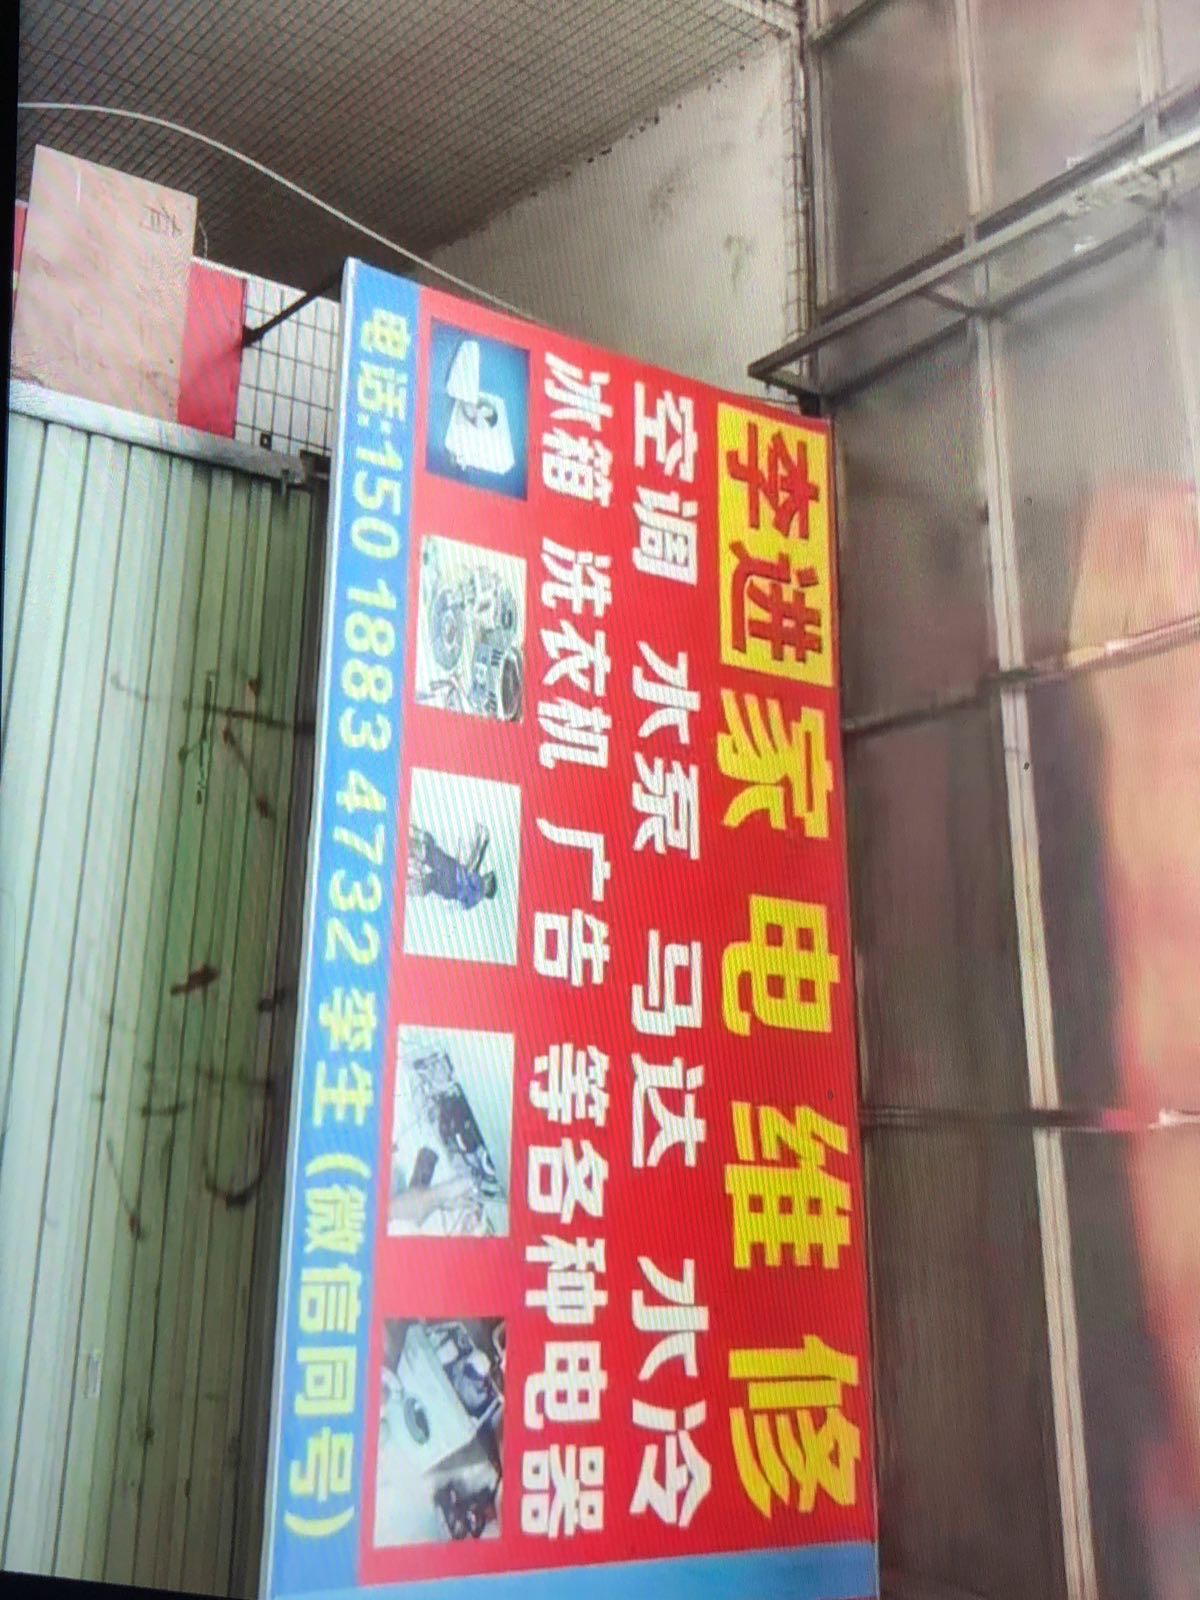 李进家电维修
空调 水泵 马达 水冷
冰箱 洗衣机 广告 等各种电器
电话:150 1883 4732 李生(微信同号)